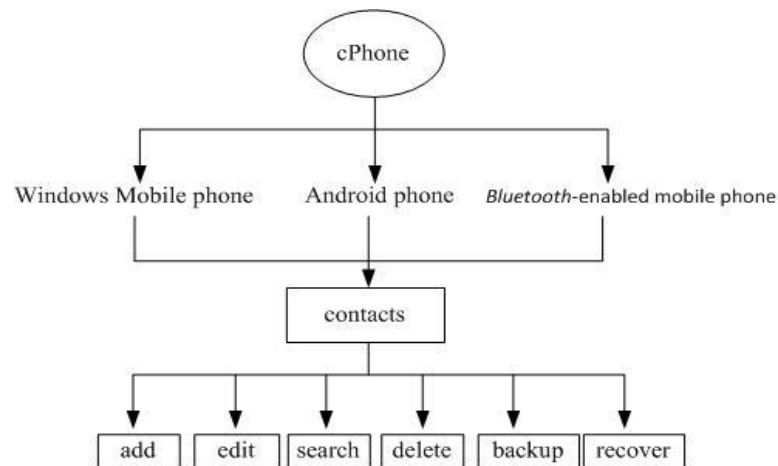 cPhone
Windows Mobile phone
Android phone
Bluetooth-enabled mobile phone
contacts
add
edit
search
delete
backup
recover